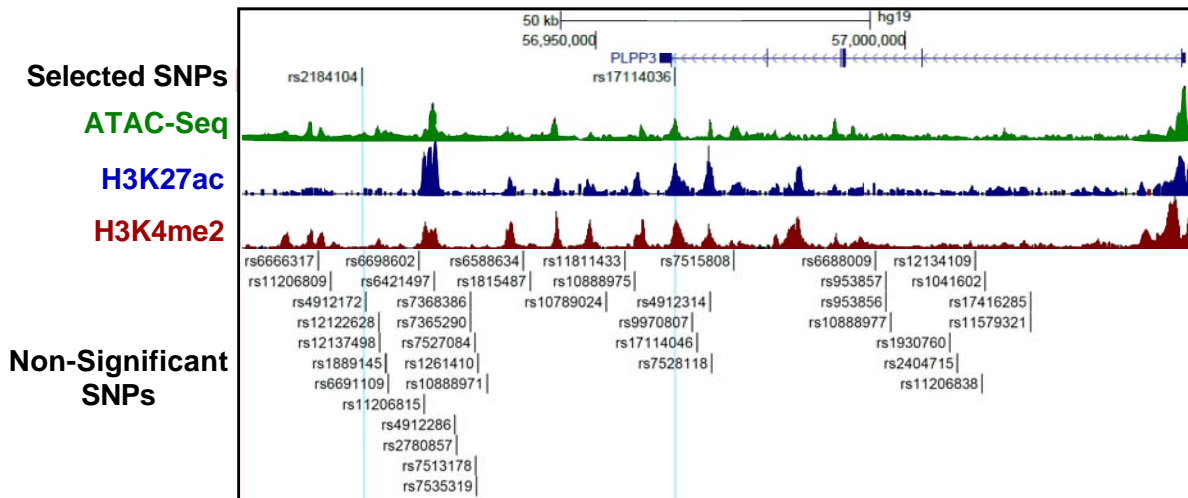 50 kb hg19
56,950,000 57,000,000
PLPP3
Selected SNPs rs2184104 rs17114036
ATAC-Seq
H3K27ac
H3K4me2
rs6666317 rs6698602 rs6588634 rs11811433 rs7515808 rs6688009 rs12134109
rs11206809 rs6421497 rs1815487 rs10888975 rs953857 rs1041602
rs4912172 rs7368386 rs10789024 rs4912314 rs953856 rs17416285
rs12122628 rs7365290 rs9970807 rs10888977 rs11579321
rs12137498 rs7527084 rs17114046 rs1930760
rs1889145 rs1261410 rs7528118 rs2404715
rs6691109 rs10888971 rs11206838
rs11206815
rs4912286
rs2780857
rs7513178
rs7535319
Non-Significant
SNPs